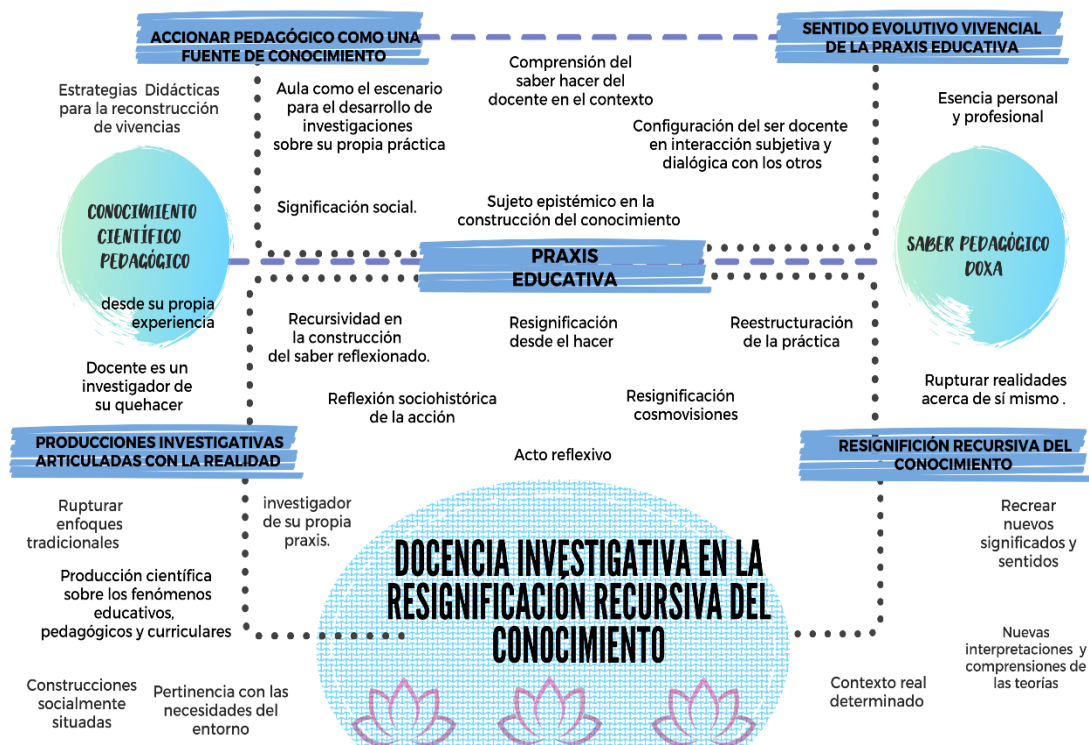 ACCIONAR PEDAGÓGICO COMO UNA
FUENTE DE CONOCIMIENTO
SENTIDO EVOLUTIVO VIVENCIAL
DE LA PRAXIS EDUCATIVA
Estrategias Didácticas
para la reconstrucción
de vivencias
Aula como el escenario
para el desarrollo de
investigaciones
sobre su propia práctica
Comprensión del
saber hacer del
docente en el contexto
Configuración del ser docente
en interacción subjetiva y
dialógica con los otros
Esencia personal
y profesional
CONOCIMIENTO
CIENTÍFICO
PEDAGÓGICO
desde su propia
experiencia
Significación social.
Sujeto epistémico en la
construcción del conocimiento
PRAXIS
EDUCATIVA
SABER PEDAGÓGICO
DOXA
Recursividad en
la construcción
del saber reflexionado.
Resignificación
desde el hacer
Reestructuración
de la práctica
Docente es un
investigador de
su quehacer
Reflexión sociohistórica
de la acción
Resignificación
cosmovisiones
Rupturar realidades
acerca de sí mismo .
PRODUCCIONES INVESTIGATIVAS
ARTICULADAS CON LA REALIDAD
Acto reflexivo
RESIGNIFICIÓN RECURSIVA DEL
CONOCIMIENTO
Rupturar
enfoques
tradicionales
investigador
de su propia
praxis.
Recrear
nuevos
significados y
sentidos
DOCENCIA INVESTIGATIVA EN LA
RESIGNIFICACIÓN RECURSIVA DEL
CONOCIMIENTO
Producción científica
sobre los fenómenos
educativos,
pedagógicos y curriculares
Nuevas
interpretaciones y
comprensiones de
las teorías
Construcciones
socialmente
situadas
Pertinencia con las
necesidades del
entorno
Contexto real
determinado